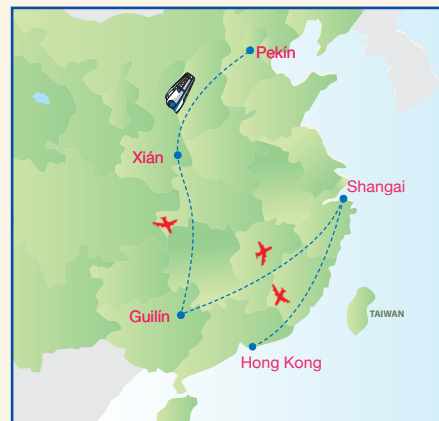 Pekín
Xián
Shangai
Guilín
TAIWAN
Hong Kong